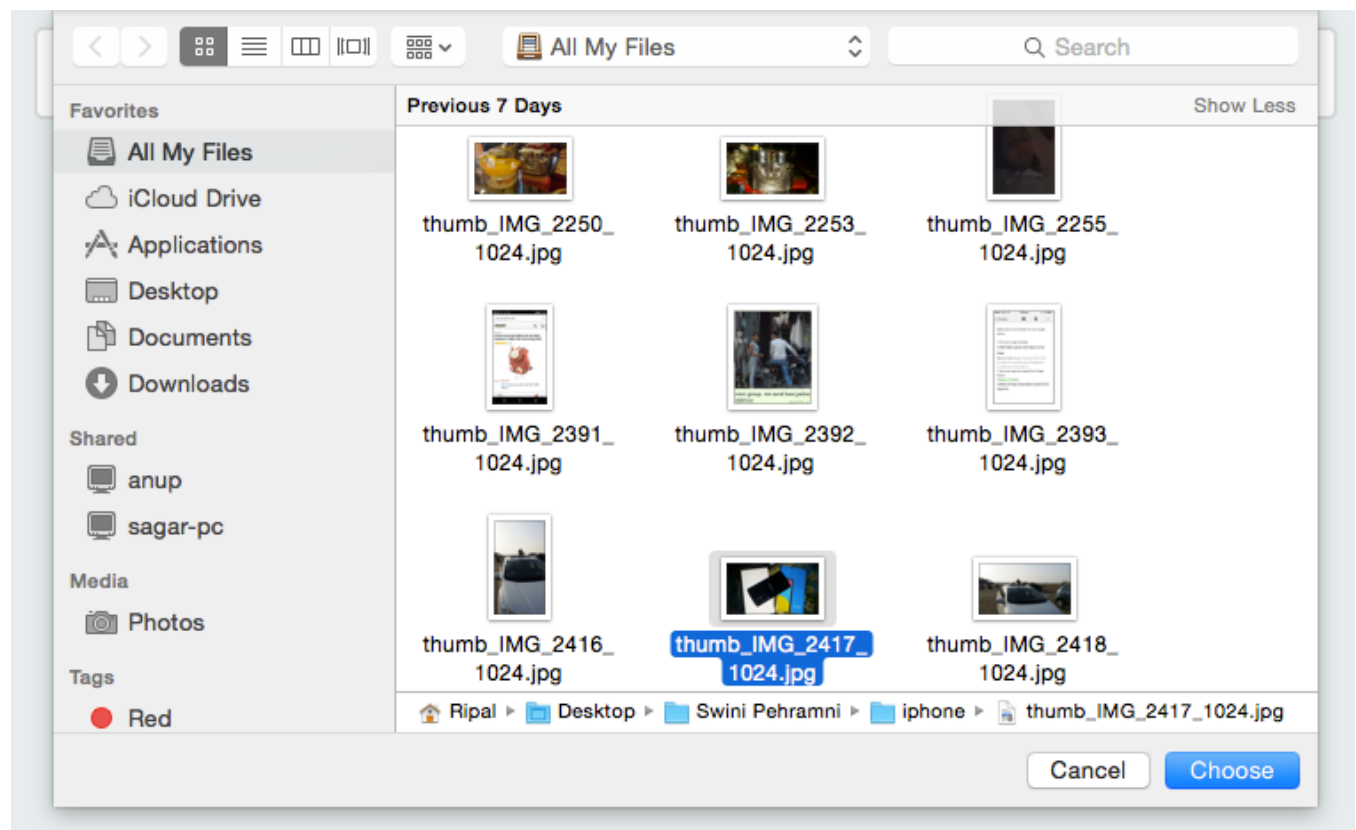 All My Files
Search
Favorites
All My Files
iCloud Drive
Applications
Desktop
Documents
Downloads
Shared
anup
sagar-pc
Media
Photos
Tags
Red
Previous 7 Days
Show Less
thumb_IMG_2250_
1024.jpg
thumb_IMG_2253_
1024.jpg
thumb_IMG_2255_
1024.jpg
thumb_IMG_2391_
1024.jpg
thumb_IMG_2392_
1024.jpg
thumb_IMG_2393_
1024.jpg
thumb_IMG_2416_
1024.jpg
thumb_IMG_2417_
1024.jpg
thumb_IMG_2418_
1024.jpg
Ripal Desktop Swini Pehramni iphone thumb_IMG_2417_1024.jpg
Cancel Choose